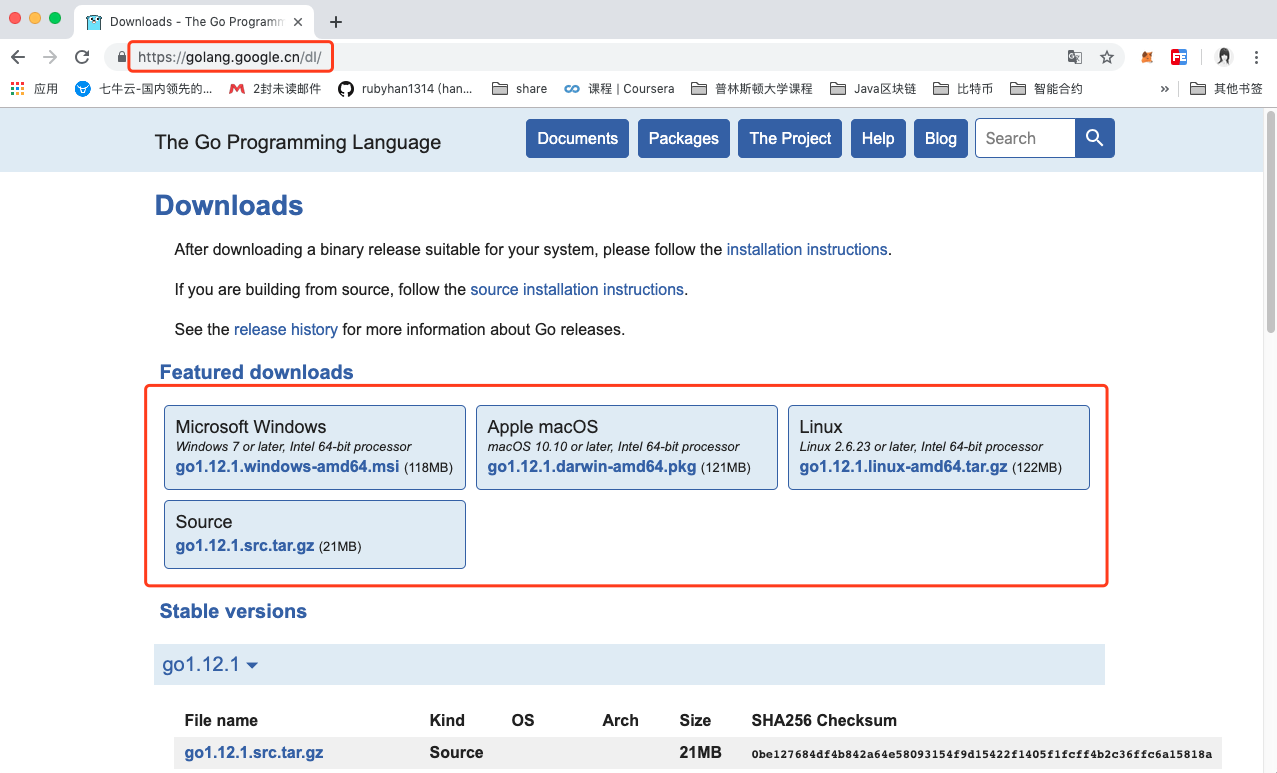 Downloads - The Go Programm
https://golang.google.cn/dl/
应用 七牛云-国内领先的... 2封未读邮件 rubyhan1314 (han... share 课程 | Coursera 普林斯顿大学课程 Java区块链 比特币 智能合约 » 其他书签
The Go Programming Language Documents Packages The Project Help Blog Search
Downloads
After downloading a binary release suitable for your system, please follow the installation instructions.
If you are building from source, follow the source installation instructions.
See the release history for more information about Go releases.
Featured downloads
Microsoft Windows
Windows 7 or later, Intel 64-bit processor
go1.12.1.windows-amd64.msi (118MB)
Apple macOS
macOS 10.10 or later, Intel 64-bit processor
go1.12.1.darwin-amd64.pkg (121MB)
Linux
Linux 2.6.23 or later, Intel 64-bit processor
go1.12.1.linux-amd64.tar.gz (122MB)
Source
go1.12.1.src.tar.gz (21MB)
Stable versions
go1.12.1
File name Kind OS Arch Size SHA256 Checksum
go1.12.1.src.tar.gz Source 21MB 0be127684df4b842a64e58093154f9d15422f1405f1fcff4b2c36ffc6a15818a